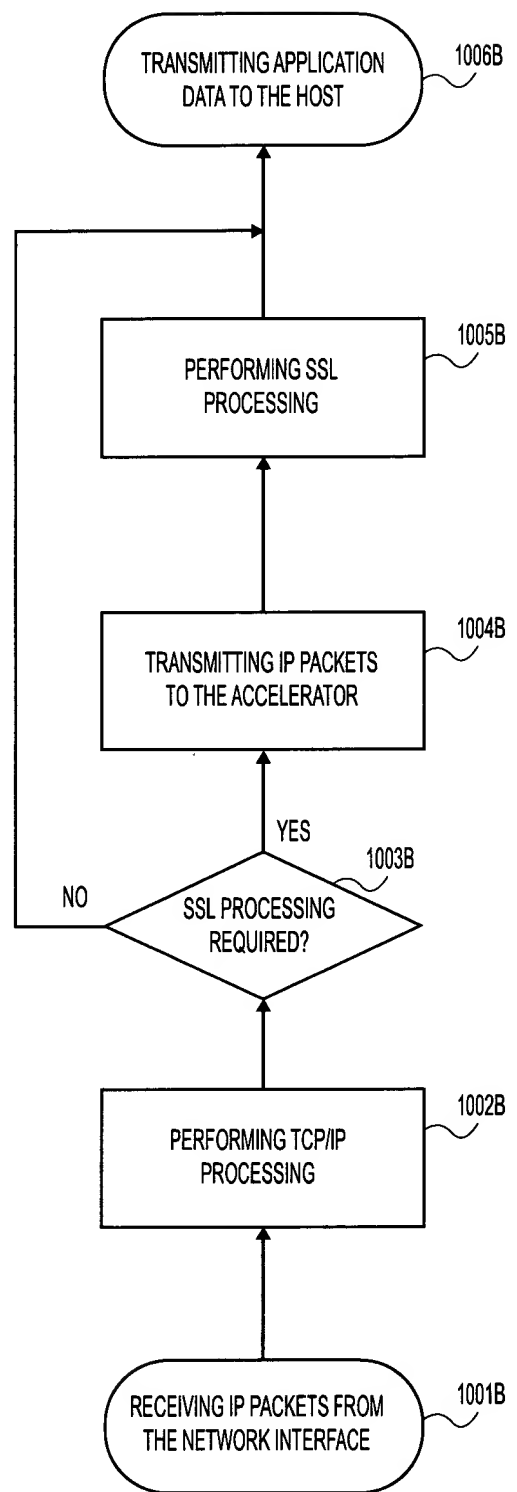 TRANSMITTING APPLICATION
DATA TO THE HOST
1006B
PERFORMING SSL
PROCESSING
1005B
TRANSMITTING IP PACKETS
TO THE ACCELERATOR
1004B
YES
1003B
NO
SSL PROCESSING
REQUIRED?
PERFORMING TCP/IP
PROCESSING
1002B
RECEIVING IP PACKETS FROM
THE NETWORK INTERFACE
1001B